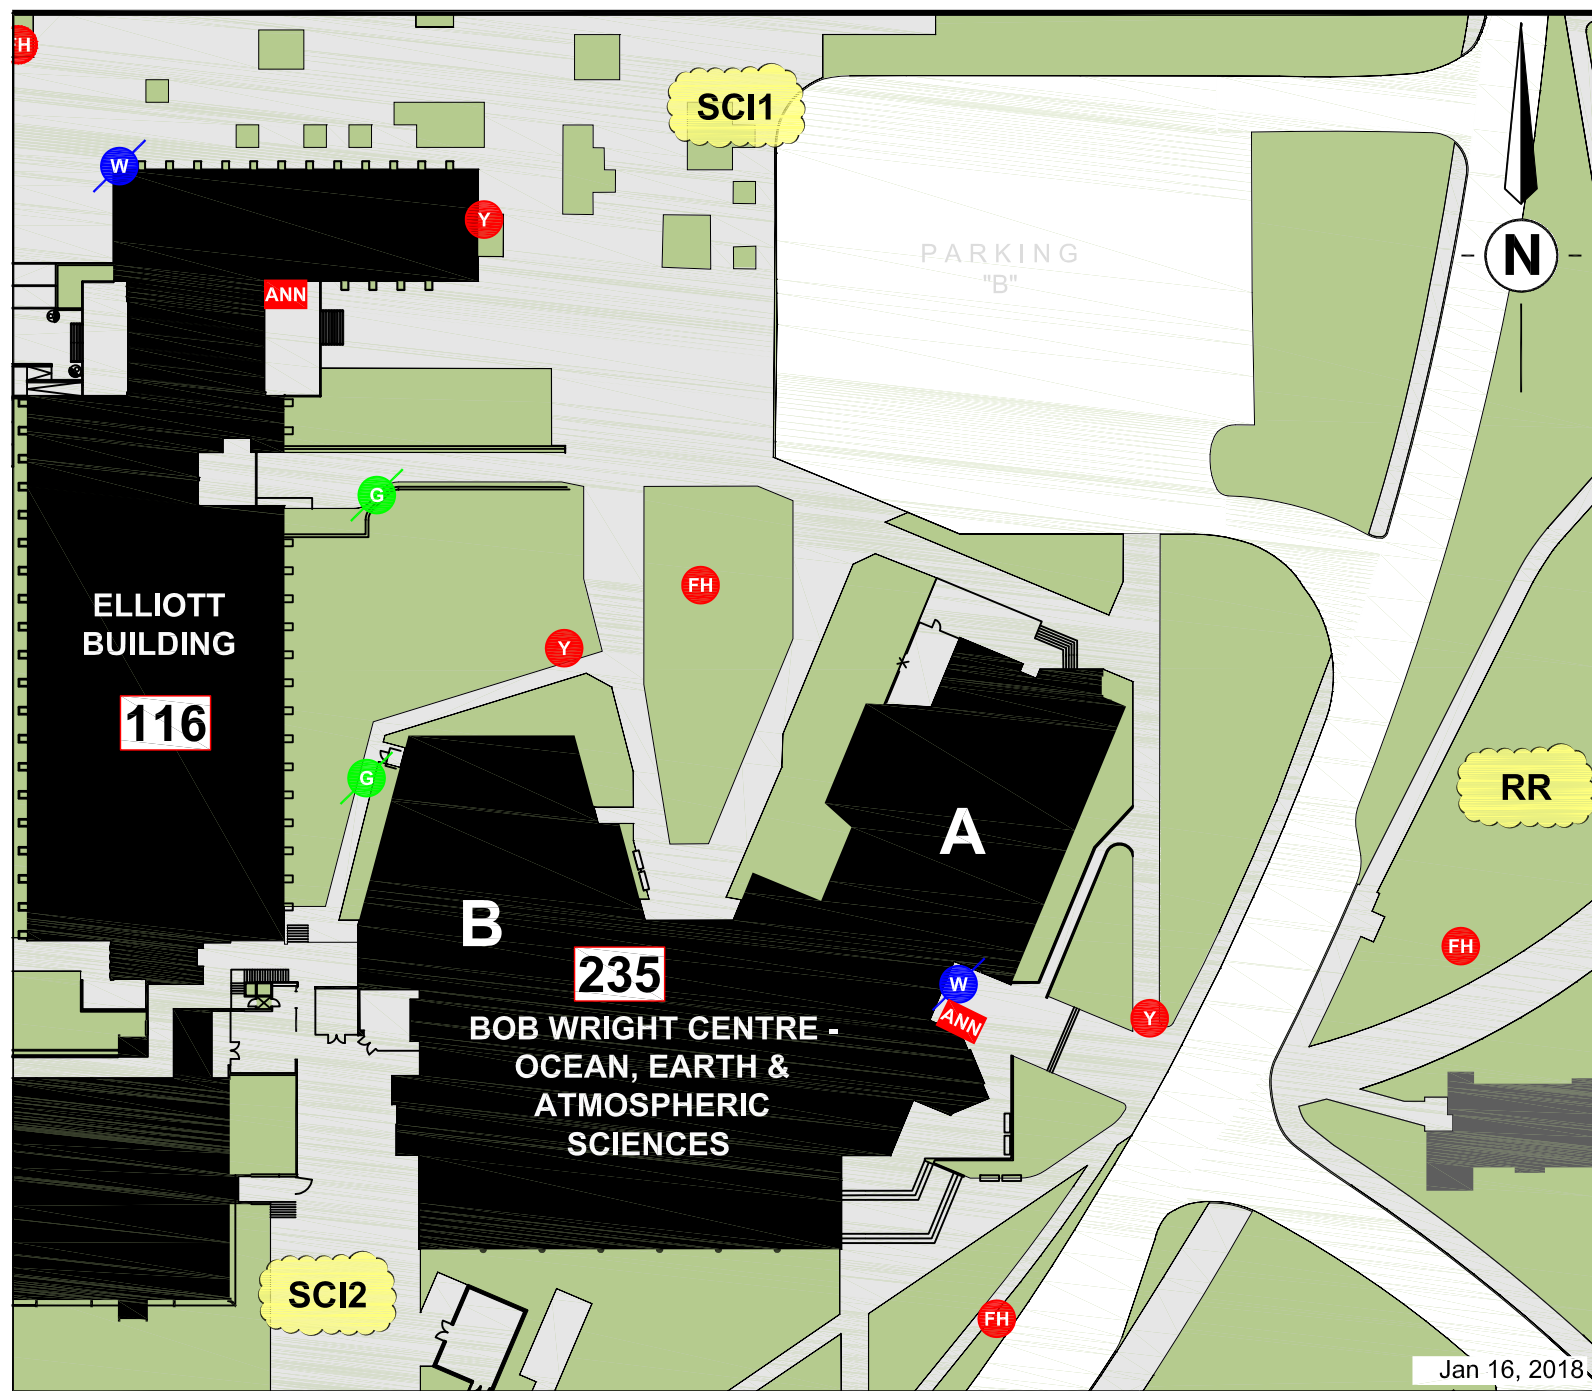 FH
SCI1
W
Y
N
PARKING
"B"
ANN
G
FH
ELLIOTT
BUILDING
Y
116
G
RR
A
B
235
FH
W
BOB WRIGHT CENTRE -
OCEAN, EARTH &
ATMOSPHERIC
SCIENCES
ANN
Y
SCI2
FH
Jan 16, 2018